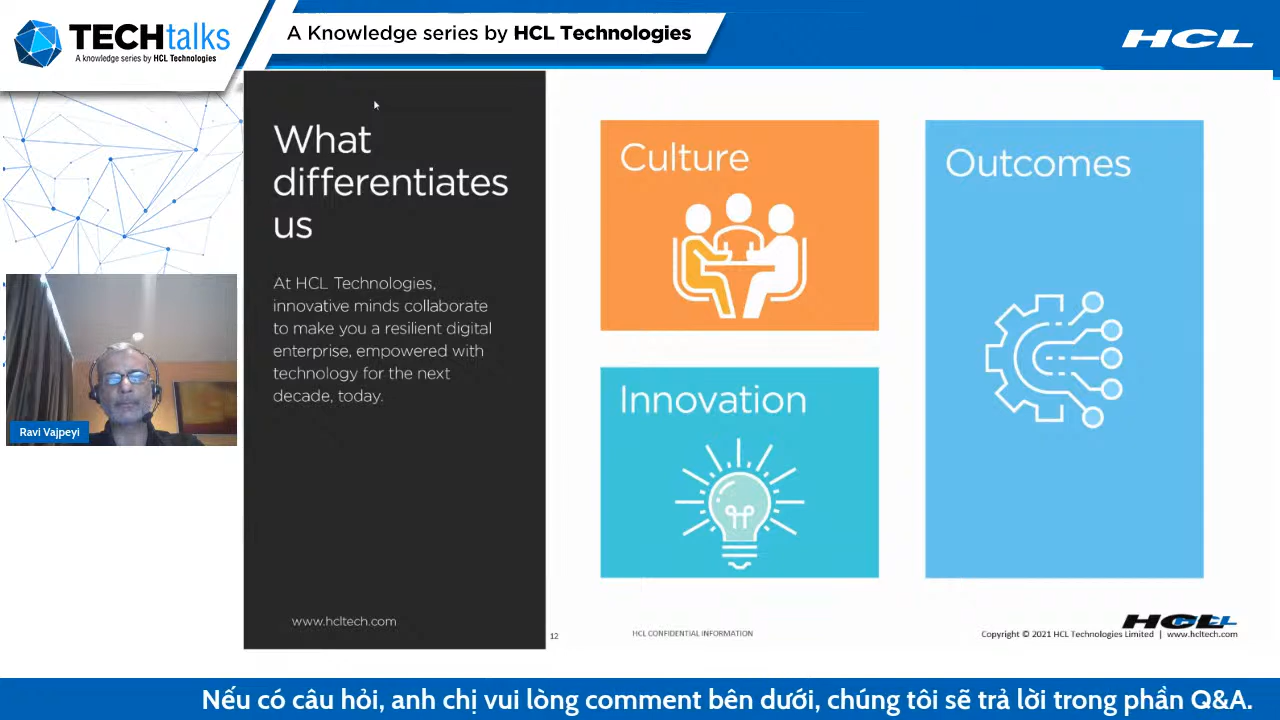 TECHtalks
A knowledge series by HCL Technologies
A Knowledge series by HCL Technologies
HCL
What
differentiates
us
At HCL Technologies,
innovative minds collaborate
to make you a resilient digital
enterprise, empowered with
technology for the next
decade, today.
www.hcltech.com
Culture
Innovation
Outcomes
Ravi Vajpeyi
12
HCL CONFIDENTIAL INFORMATION
HCL
Copyright © 2021 HCL Technologies Limited | www.hcltech.com
Nếu có câu hỏi, anh chị vui lòng comment bên dưới, chúng tôi sẽ trả lời trong phần Q&A.